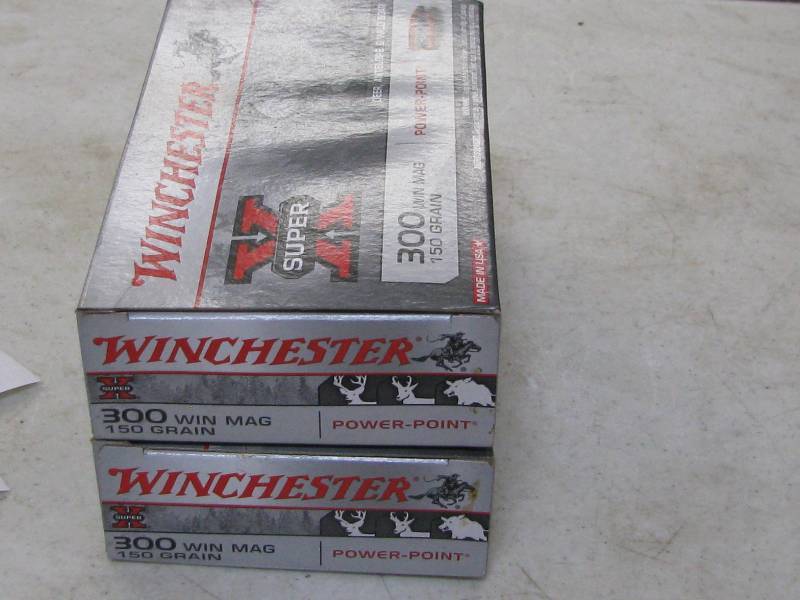 WINCHESTER
SUPER X
300 WIN MAG
150 GRAIN
POWER-POINT
MADE IN USA
WINCHESTER
SUPER X
300 WIN MAG
150 GRAIN
POWER-POINT®
WINCHESTER
SUPER X
300 WIN MAG
150 GRAIN
POWER-POINT®